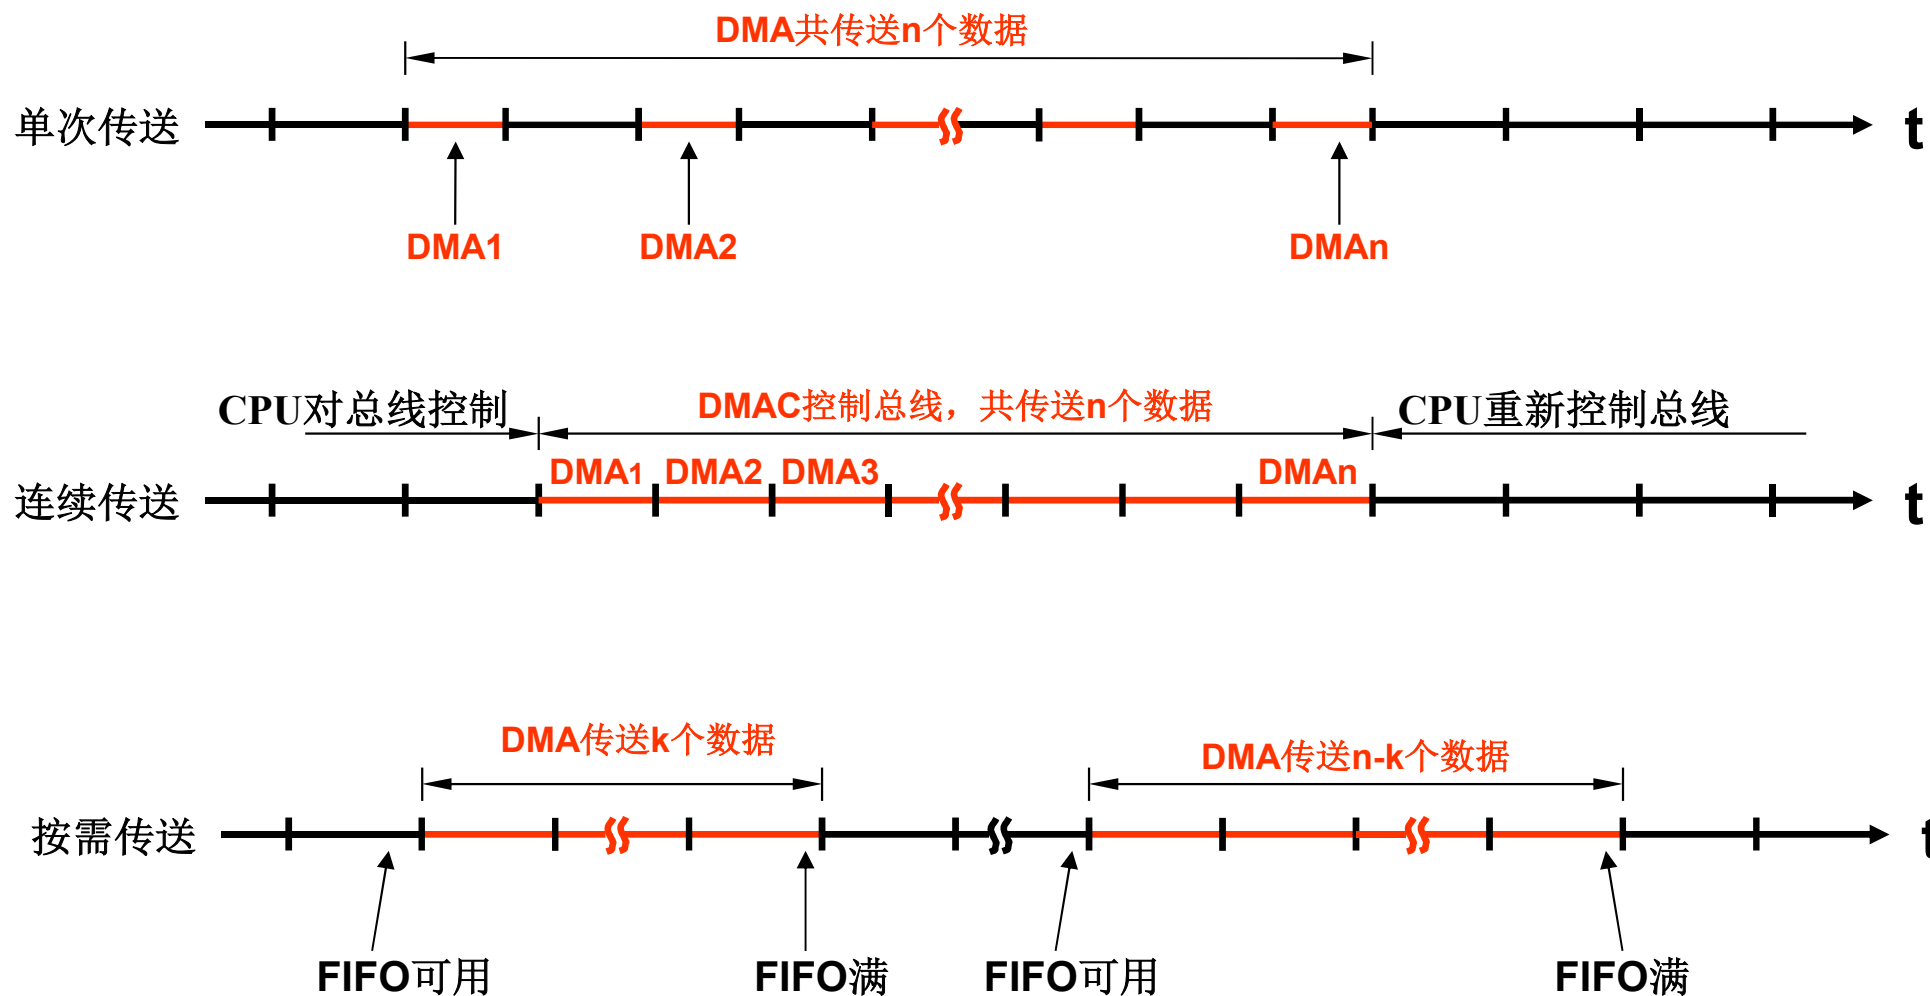 DMA共传送n个数据
单次传送
t
DMA1 DMA2 DMAn
CPU对总线控制 DMAC控制总线，共传送n个数据 CPU重新控制总线
DMA1 DMA2 DMA3 DMAn
连续传送
t
DMA传送k个数据 DMA传送n-k个数据
按需传送
t
FIFO可用 FIFO满 FIFO可用 FIFO满